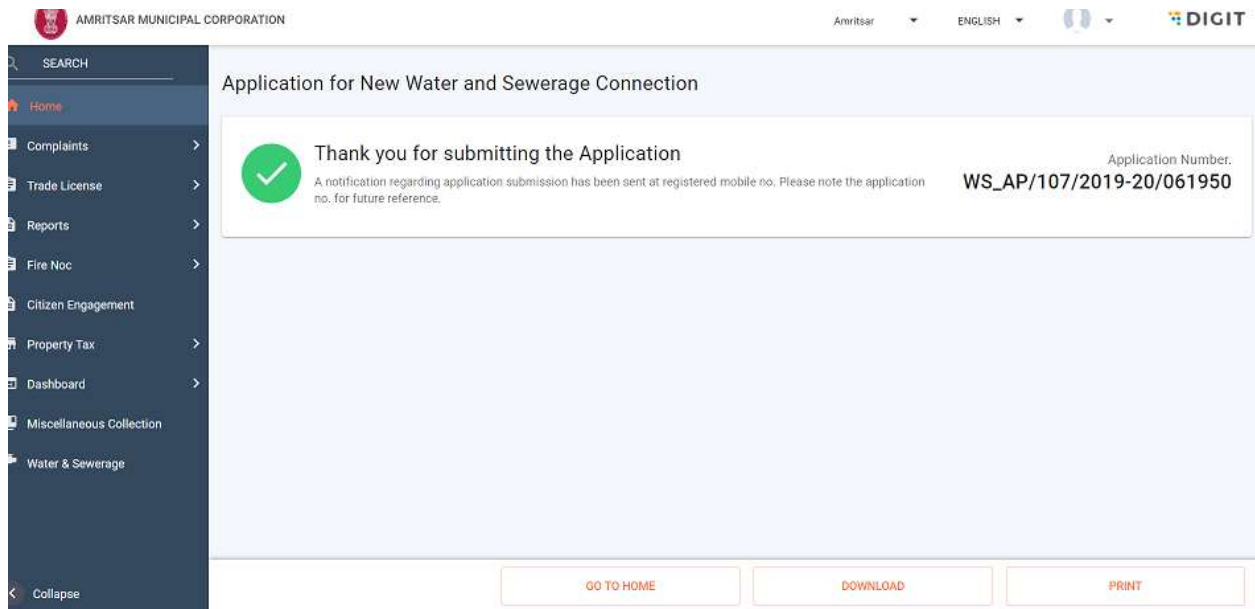 AMRITSAR MUNICIPAL CORPORATION
Amritsar
ENGLISH
DIGIT
SEARCH
Home
Complaints
Trade License
Reports
Fire Noc
Citizen Engagement
Property Tax
Dashboard
Miscellaneous Collection
Water & Sewerage
Collapse
Application for New Water and Sewerage Connection
Thank you for submitting the Application
A notification regarding application submission has been sent at registered mobile no. Please note the application
no. for future reference.
Application Number.
WS_AP/107/2019-20/061950
GO TO HOME
DOWNLOAD
PRINT